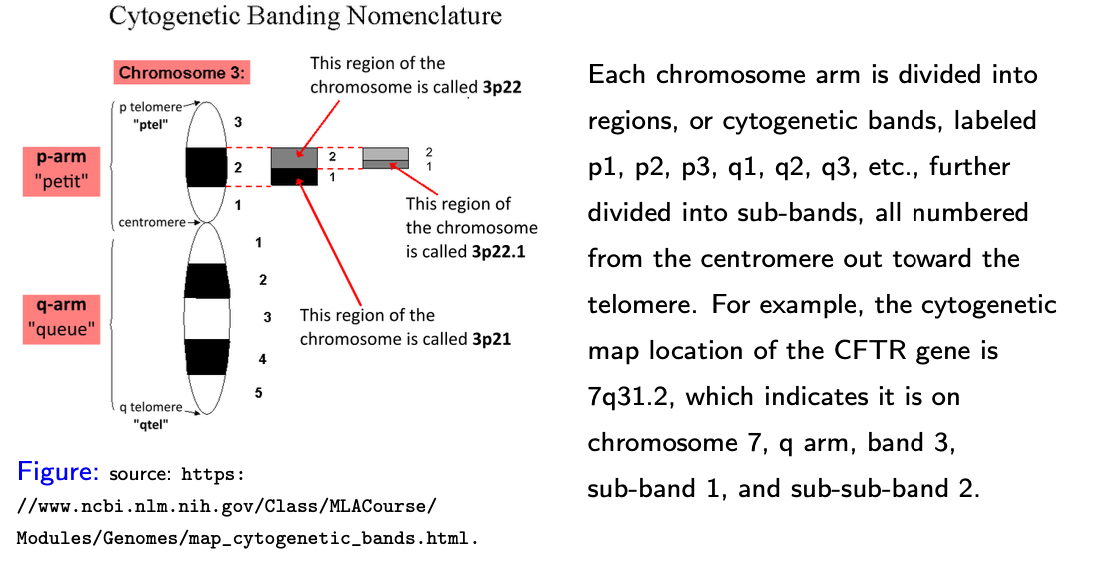 Cytogenetic Banding Nomenclature
Chromosome 3:
This region of the
chromosome is called 3p22
p telomere
"ptel"
3
p-arm
"petit"
2
2
1
2
1
1
This region of
the chromosome
is called 3p22.1
centromere
1
2
q-arm
"queue"
3
This region of the
chromosome is called 3p21
4
5
q telomere
"qtel"
Figure: source: https:
//www.ncbi.nlm.nih.gov/Class/MLACourse/
Modules/Genomes/map_cytogenetic_bands.html.
Each chromosome arm is divided into
regions, or cytogenetic bands, labeled
p1, p2, p3, q1, q2, q3, etc., further
divided into sub-bands, all numbered
from the centromere out toward the
telomere. For example, the cytogenetic
map location of the CFTR gene is
7q31.2, which indicates it is on
chromosome 7, q arm, band 3,
sub-band 1, and sub-sub-band 2.